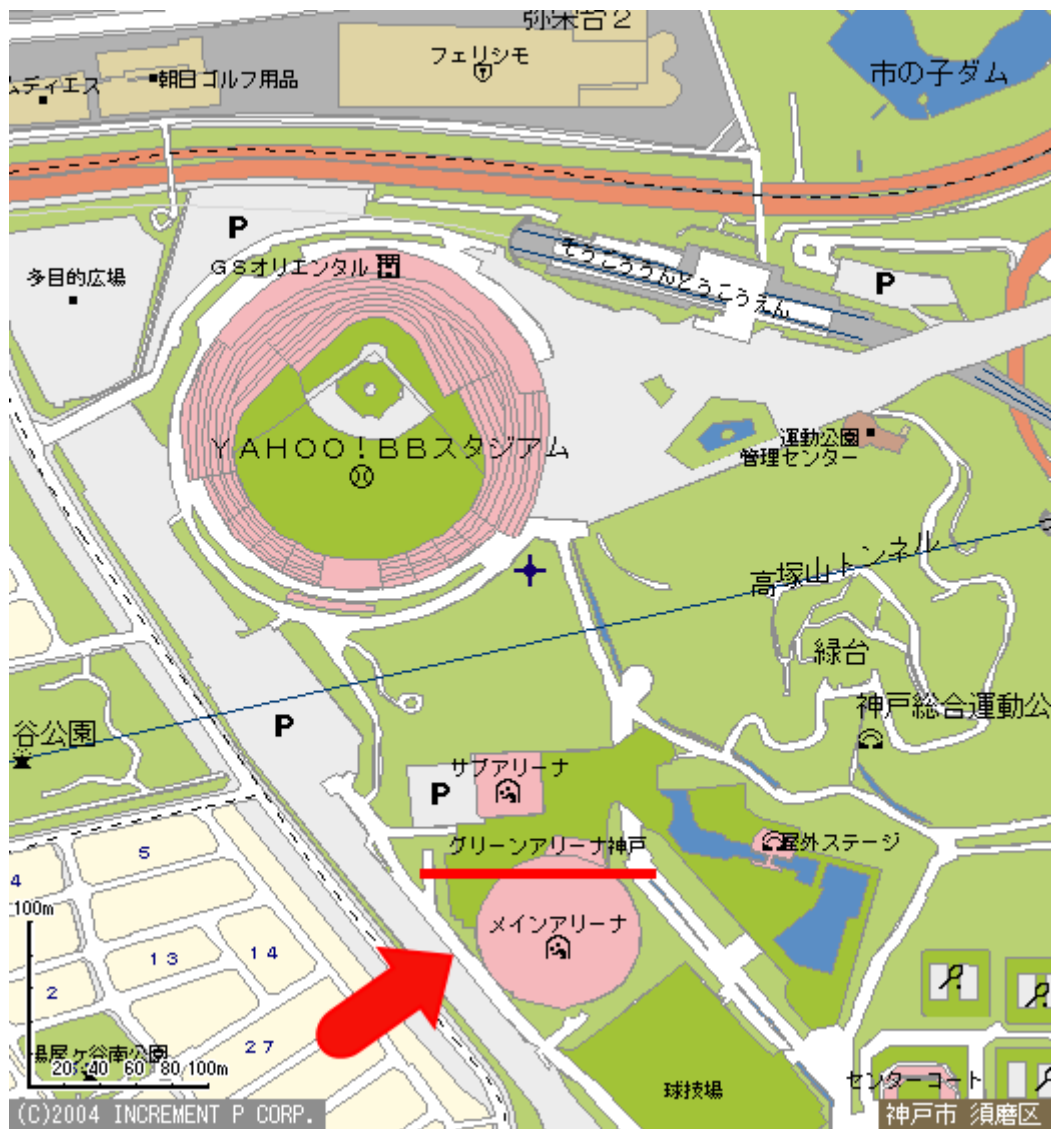 弥栄台2
フェリシモ
朝日ゴルフ用品
ムディエス
市の子ダム
P
GSオリエンタル
多目的広場
そうごううんどうこうえん
P
YAHOO!BBスタジアム
運動公園
管理センター
高塚山トンネル
緑台
神戸総合運動公
谷公園
P
サブアリーナ
P
グリーンアリーナ神戸
屋外ステージ
メインアリーナ
5
4
100m
13
14
2
27
20 40 60 80 100m
球技場
センターコート
(C)2004 INCREMENT P CORP.
神戸市 須磨区